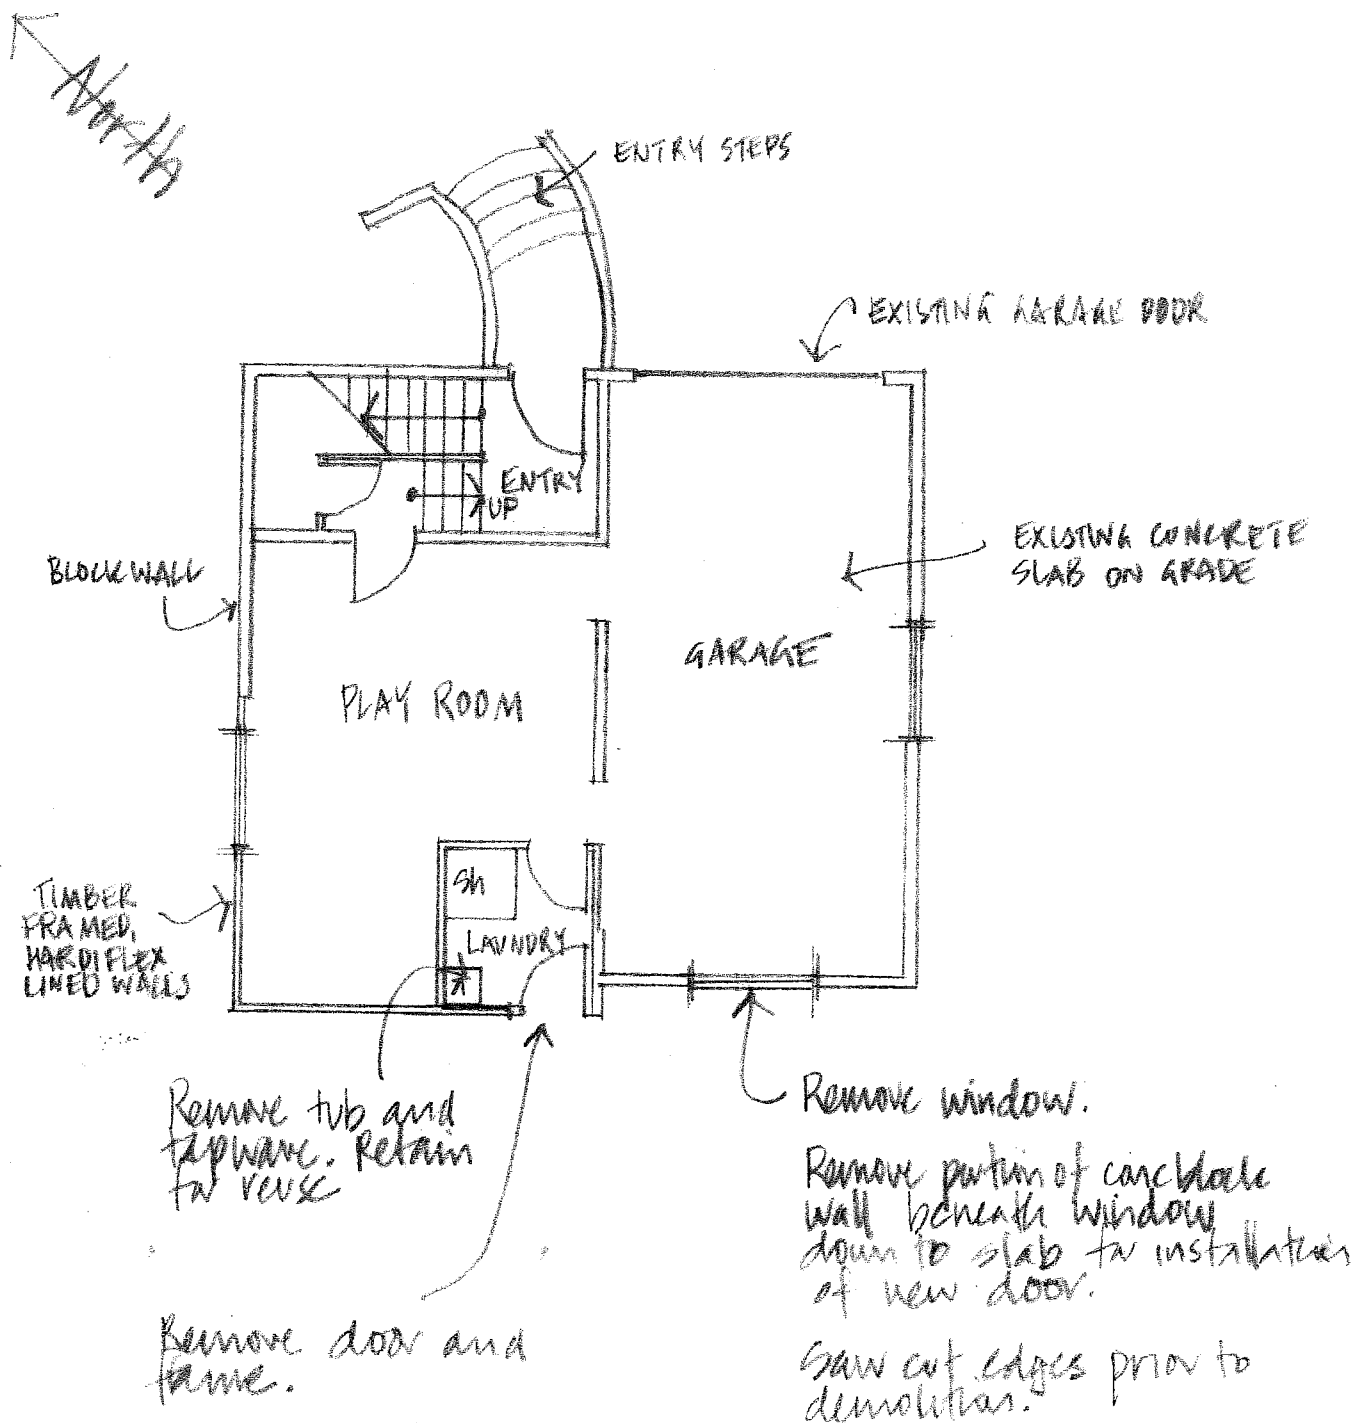 North
ENTRY STEPS
EXISTING GARAGE DOOR
ENTRY
UP
BLOCKWALL
EXISTING CONCRETE
SLAB ON GRADE
GARAGE
PLAY ROOM
Sh
LAUNDRY
TIMBER
FRAMED,
HARDIFLEX
LINED WALLS
Remove tub and
tapware. Retain
for reuse
Remove window.
Remove portion of conc block
wall beneath window
down to slab for installation
of new door.
Remove door and
frame.
Saw cut edges prior to
demolition.